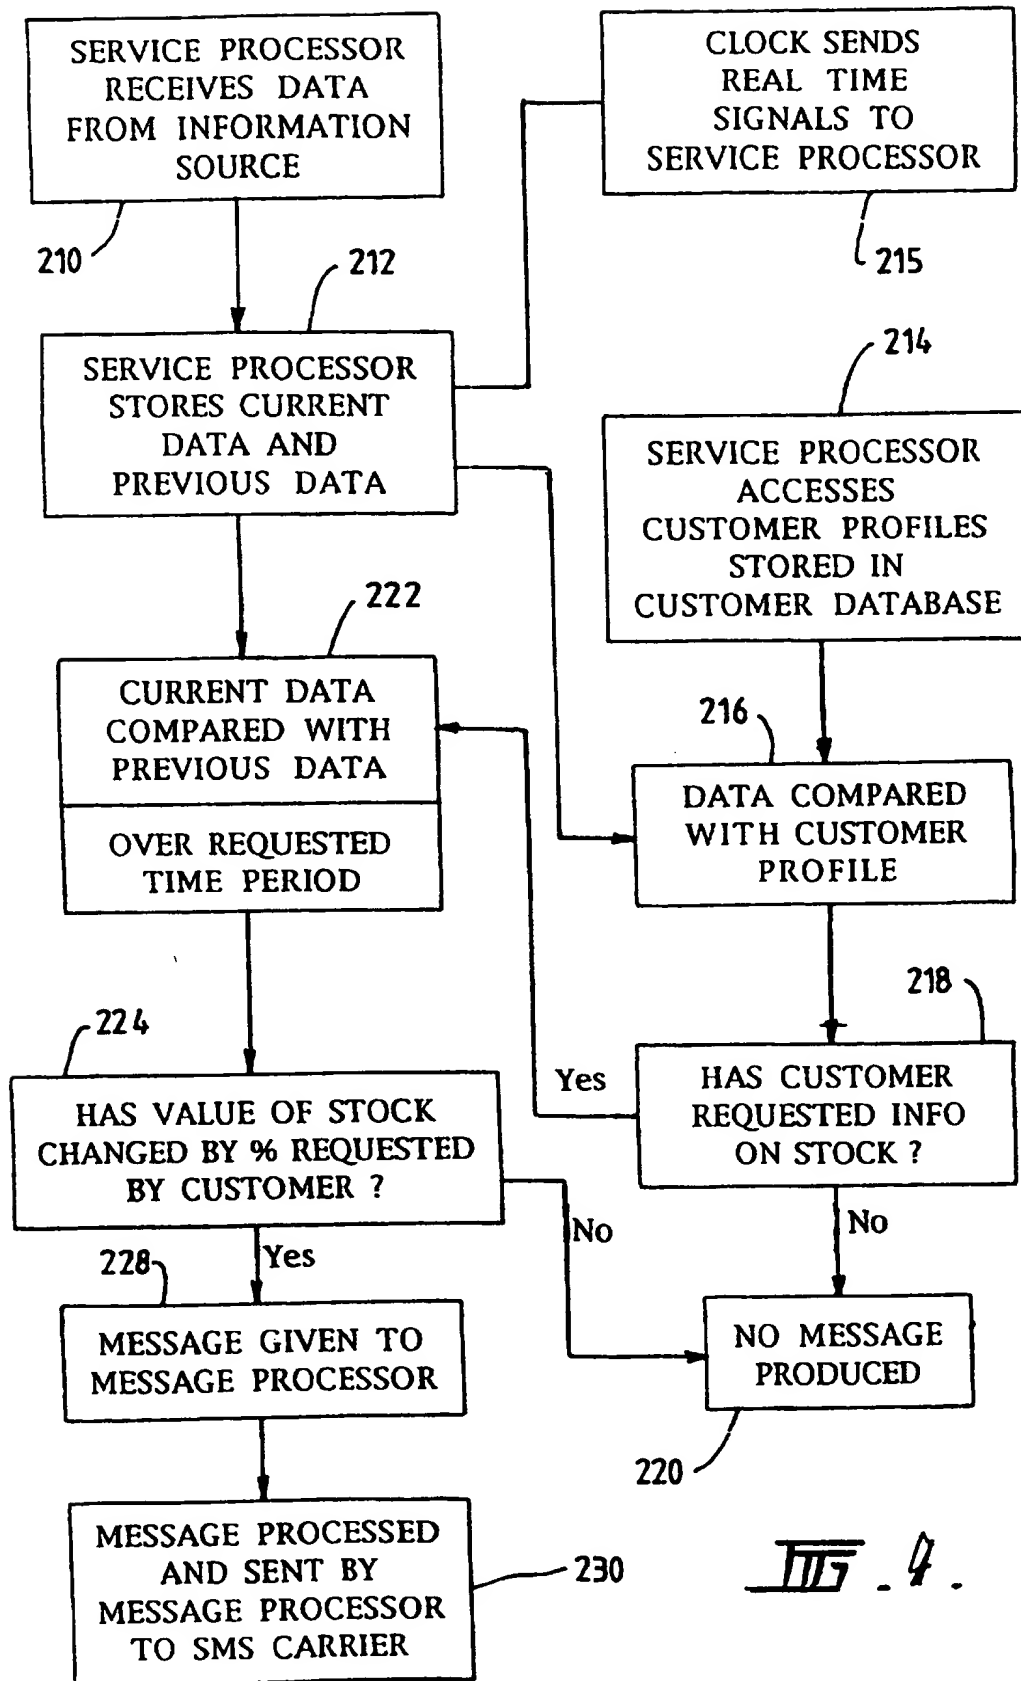 SERVICE PROCESSOR
RECEIVES DATA
FROM INFORMATION
SOURCE
210
CLOCK SENDS
REAL TIME
SIGNALS TO
SERVICE PROCESSOR
215
212
SERVICE PROCESSOR
STORES CURRENT
DATA AND
PREVIOUS DATA
214
SERVICE PROCESSOR
ACCESSES
CUSTOMER PROFILES
STORED IN
CUSTOMER DATABASE
222
CURRENT DATA
COMPARED WITH
PREVIOUS DATA
OVER REQUESTED
TIME PERIOD
216
DATA COMPARED
WITH CUSTOMER
PROFILE
218
HAS CUSTOMER
REQUESTED INFO
ON STOCK ?
Yes
No
224
HAS VALUE OF STOCK
CHANGED BY % REQUESTED
BY CUSTOMER ?
No
Yes
228
MESSAGE GIVEN TO
MESSAGE PROCESSOR
NO MESSAGE
PRODUCED
220
MESSAGE PROCESSED
AND SENT BY
MESSAGE PROCESSOR
TO SMS CARRIER
230
FIG. 4.